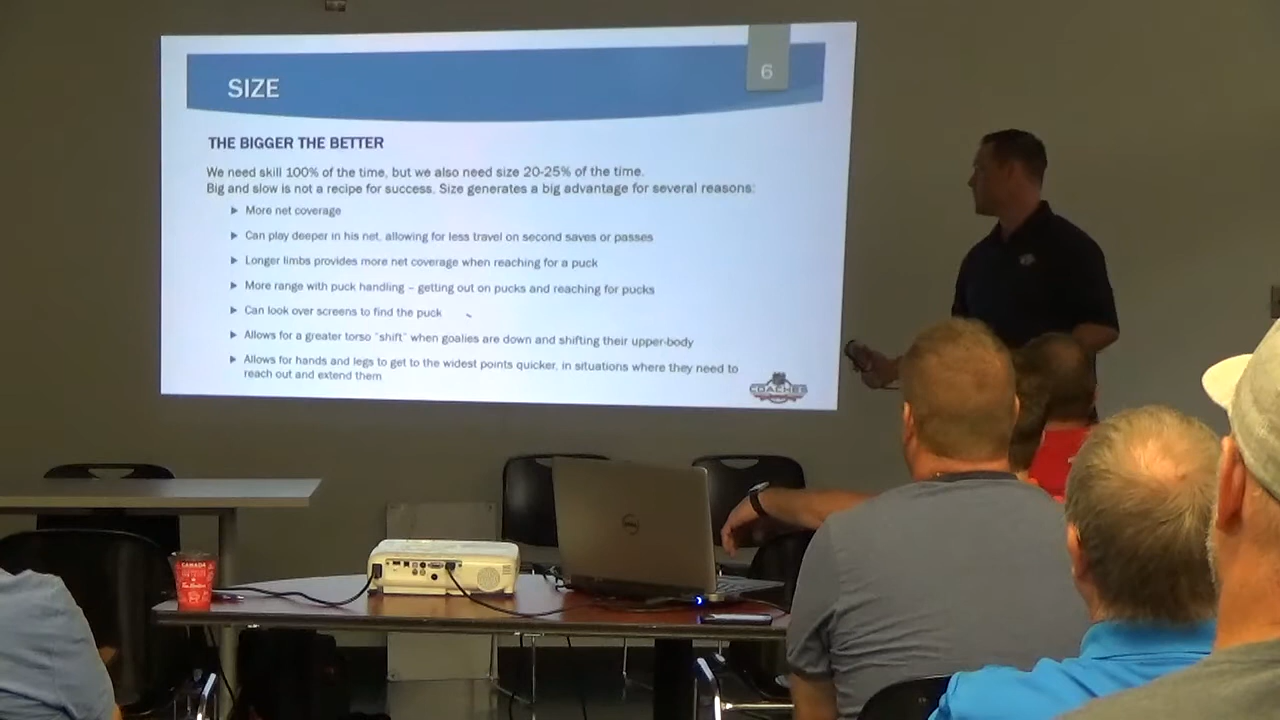 6
SIZE
THE BIGGER THE BETTER
We need skill 100% of the time, but we also need size 20-25% of the time.
Big and slow is not a recipe for success. Size generates a big advantage for several reasons:
More net coverage
Can play deeper in his net, allowing for less travel on second saves or passes
Longer limbs provides more net coverage when reaching for a puck
More range with puck handling – getting out on pucks and reaching for pucks
Can look over screens to find the puck
Allows for a greater torso "shift" when goalies are down and shifting their upper-body
Allows for hands and legs to get to the widest points quicker, in situations where they need to
reach out and extend them
COACHES
DELL
CANADA
Tim Hortons